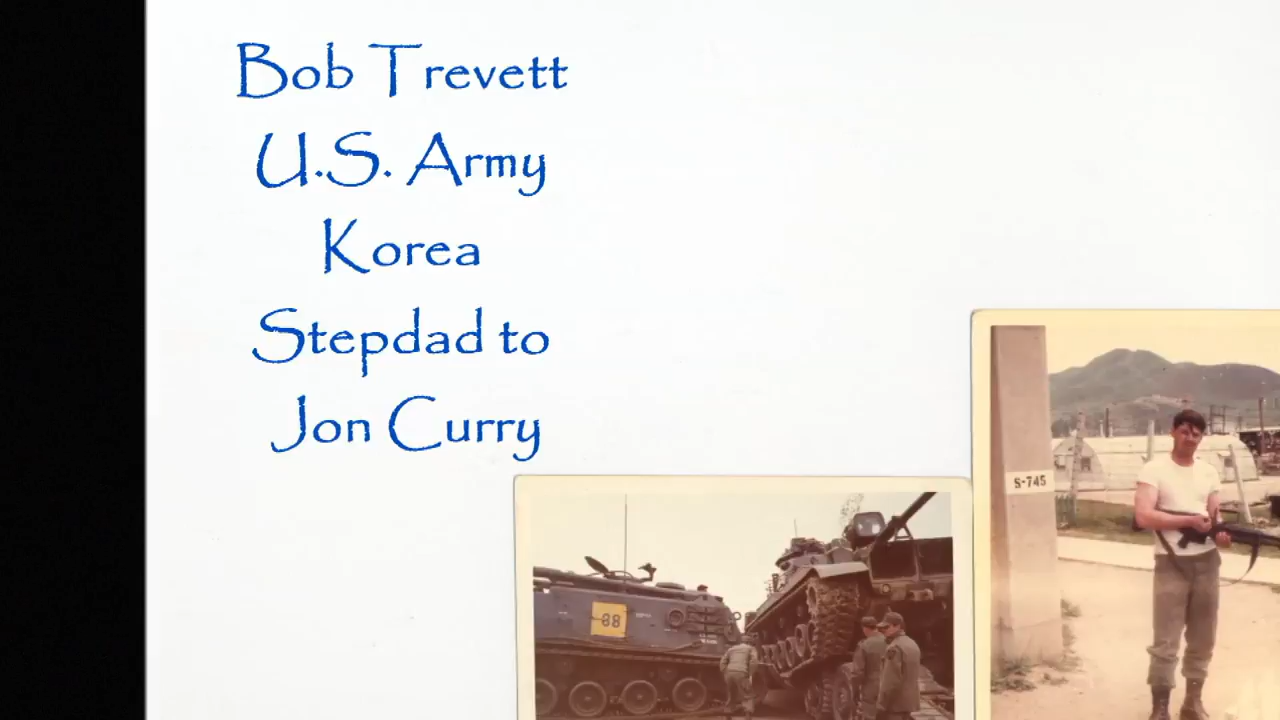 Bob Trevett
U.S. Army
Korea
Stepdad to
Jon Curry
S-745
88